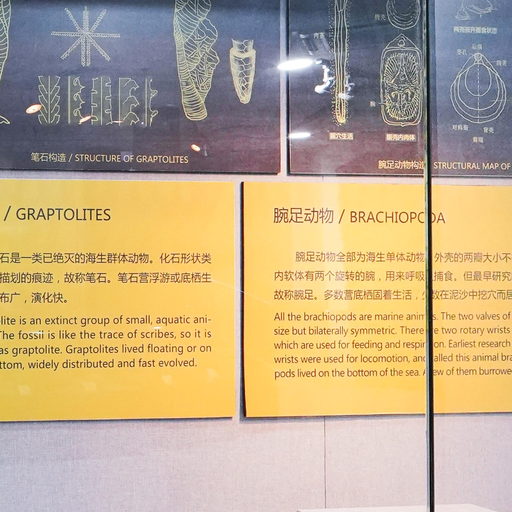 笔石构造 / STRUCTURE OF GRAPTOLITES
居穴生活
腕足动物构造 STRUCTURAL MAP OF
/ GRAPTOLITES
石是一类已绝灭的海生群体动物。化石形状类
描划的痕迹，故称笔石。笔石营浮游或底栖生
布广，演化快。
lite is an extinct group of small, aquatic ani-
The fossil is like the trace of scribes, so it is
as graptolite. Graptolites lived floating or on
ttom, widely distributed and fast evolved.
腕足动物 / BRACHIOPODA
腕足动物全部为海生单体动物 外壳的两瓣大小不
内软体有两个旋转的腕，用来呼吸 捕食。但最早研究
故称腕足。多数营底栖固着生活，少数在泥沙中挖穴而居
All the brachiopods are marine animals. The two valves of
size but bilaterally symmetric. There are two rotary wrists
which are used for feeding and respiration. Earliest research
wrists were used for locomotion, and called this animal bra
pods lived on the bottom of the sea. A few of them burrowe